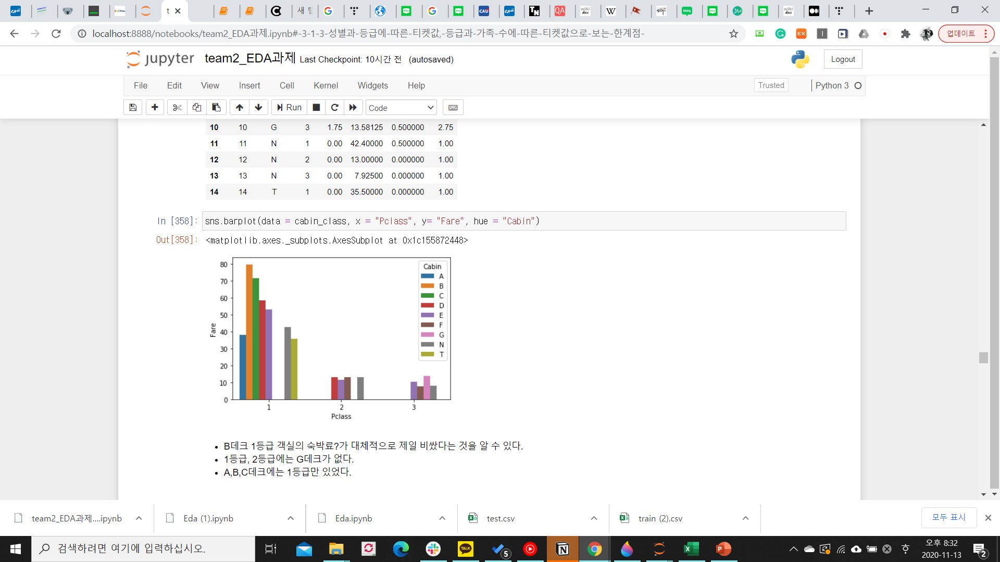 t
새 탭
localhost:8888/notebooks/team2_EDA과제.ipynb#-3-1-3-성별과-등급에-따른-티켓값,-등급과-가족-수에-따른-티켓값으로-보는-한계점-
업데이트
jupyter team2_EDA과제 Last Checkpoint: 10시간 전 (autosaved)
Logout
File Edit View Insert Cell Kernel Widgets Help
Trusted Python 3
Run Code
10 10 G 3 1.75 13.58125 0.500000 2.75
11 11 N 1 0.00 42.40000 0.500000 1.00
12 12 N 2 0.00 13.00000 0.000000 1.00
13 13 N 3 0.00 7.92500 0.000000 1.00
14 14 T 1 0.00 35.50000 0.000000 1.00
In [358]: sns.barplot(data = cabin_class, x = "Pclass", y= "Fare", hue = "Cabin")
Out[358]: <matplotlib.axes._subplots.AxesSubplot at 0x1c155872448>
80
70
60
50
40
30
20
10
0
Fare
1 2 3
Pclass
Cabin
A
B
C
D
E
F
G
N
T
• B데크 1등급 객실의 숙박료?가 대체적으로 제일 비쌌다는 것을 알 수 있다.
• 1등급, 2등급에는 G데크가 없다.
• A,B,C데크에는 1등급만 있었다.
team2_EDA과제....ipynb
Eda (1).ipynb
Eda.ipynb
test.csv
train (2).csv
모두 표시
검색하려면 여기에 입력하십시오.
TALK
5
오후 8:32
2020-11-13
2